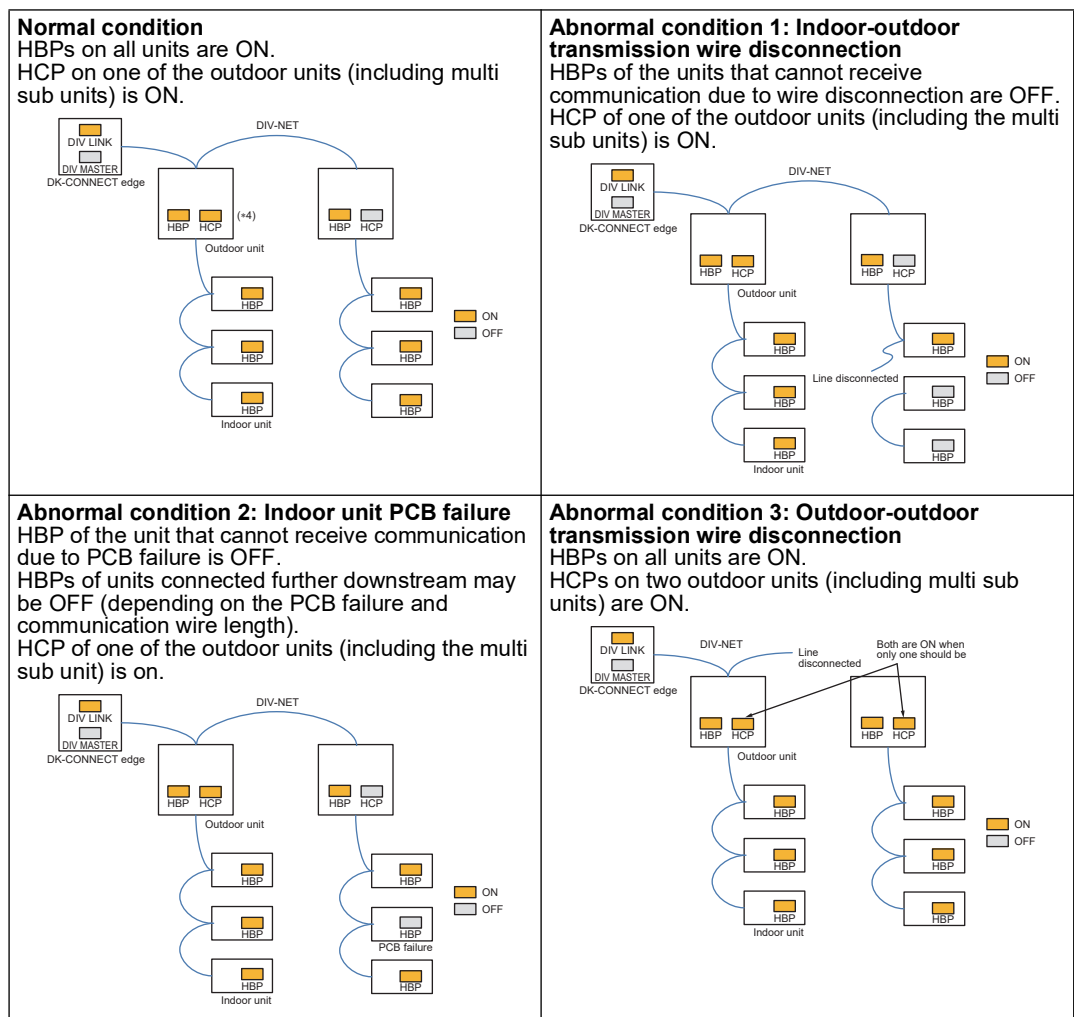 Normal condition
HBPs on all units are ON.
HCP on one of the outdoor units (including multi
sub units) is ON.
DIV-NET
DIV LINK
DIV MASTER
DK-CONNECT edge
HBP HCP (*4)
HBP HCP
Outdoor unit
HBP
HBP
ON
OFF
HBP
HBP
HBP
HBP
Indoor unit
Abnormal condition 1: Indoor-outdoor
transmission wire disconnection
HBPs of the units that cannot receive
communication due to wire disconnection are OFF.
HCP of one of the outdoor units (including the multi
sub units) is ON.
DIV-NET
DIV LINK
DIV MASTER
DK-CONNECT edge
HBP HCP
HBP HCP
Outdoor unit
HBP
HBP
ON
OFF
Line disconnected
HBP
HBP
HBP
HBP
Indoor unit
Abnormal condition 2: Indoor unit PCB failure
HBP of the unit that cannot receive communication
due to PCB failure is OFF.
HBPs of units connected further downstream may
be OFF (depending on the PCB failure and
communication wire length).
HCP of one of the outdoor units (including the multi
sub unit) is on.
DIV-NET
DIV LINK
DIV MASTER
DK-CONNECT edge
HBP HCP
HBP HCP
Outdoor unit
HBP
HBP
ON
OFF
HBP
HBP
PCB failure
HBP
HBP
Indoor unit
Abnormal condition 3: Outdoor-outdoor
transmission wire disconnection
HBPs on all units are ON.
HCPs on two outdoor units (including multi sub
units) are ON.
DIV-NET
Line
disconnected
Both are ON when
only one should be
DIV LINK
DIV MASTER
DK-CONNECT edge
HBP HCP
HBP HCP
Outdoor unit
HBP
HBP
ON
OFF
HBP
HBP
HBP
HBP
Indoor unit